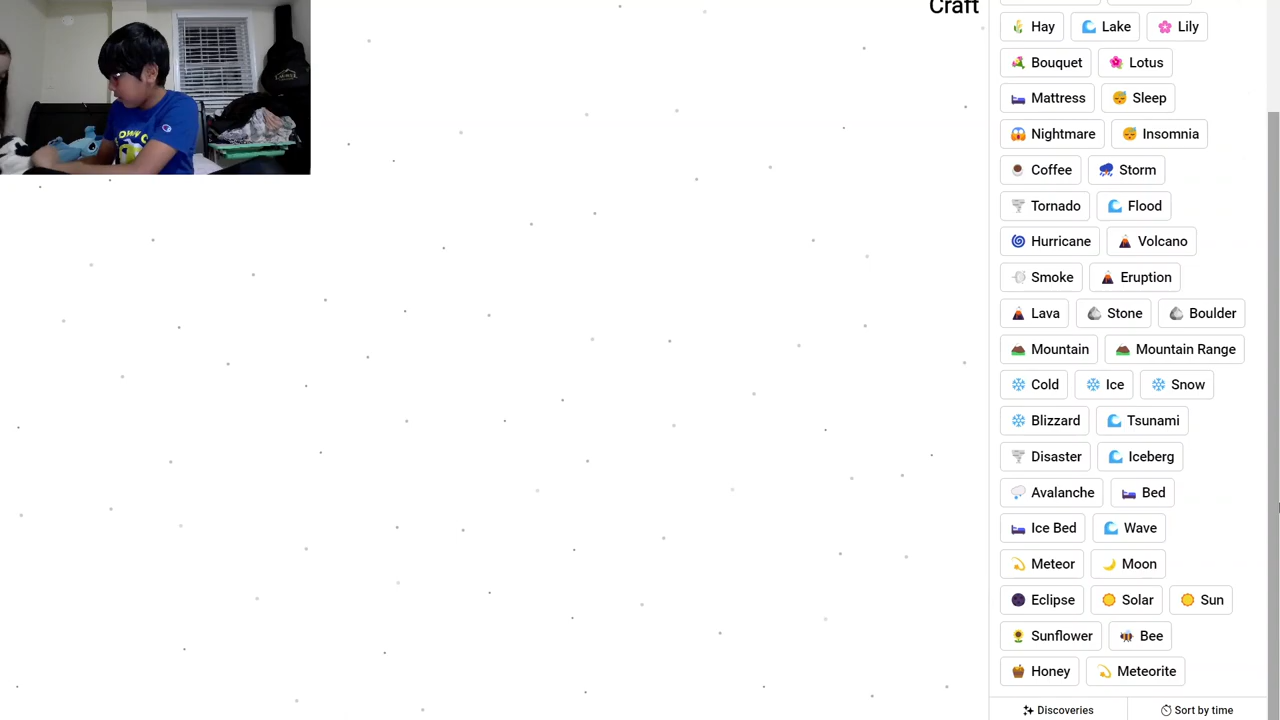 Craft
Hay Lake Lily
Bouquet Lotus
Mattress Sleep
Nightmare Insomnia
Coffee Storm
Tornado Flood
Hurricane Volcano
Smoke Eruption
Lava Stone Boulder
Mountain Mountain Range
Cold Ice Snow
Blizzard Tsunami
Disaster Iceberg
Avalanche Bed
Ice Bed Wave
Meteor Moon
Eclipse Solar Sun
Sunflower Bee
Honey Meteorite
Discoveries Sort by time